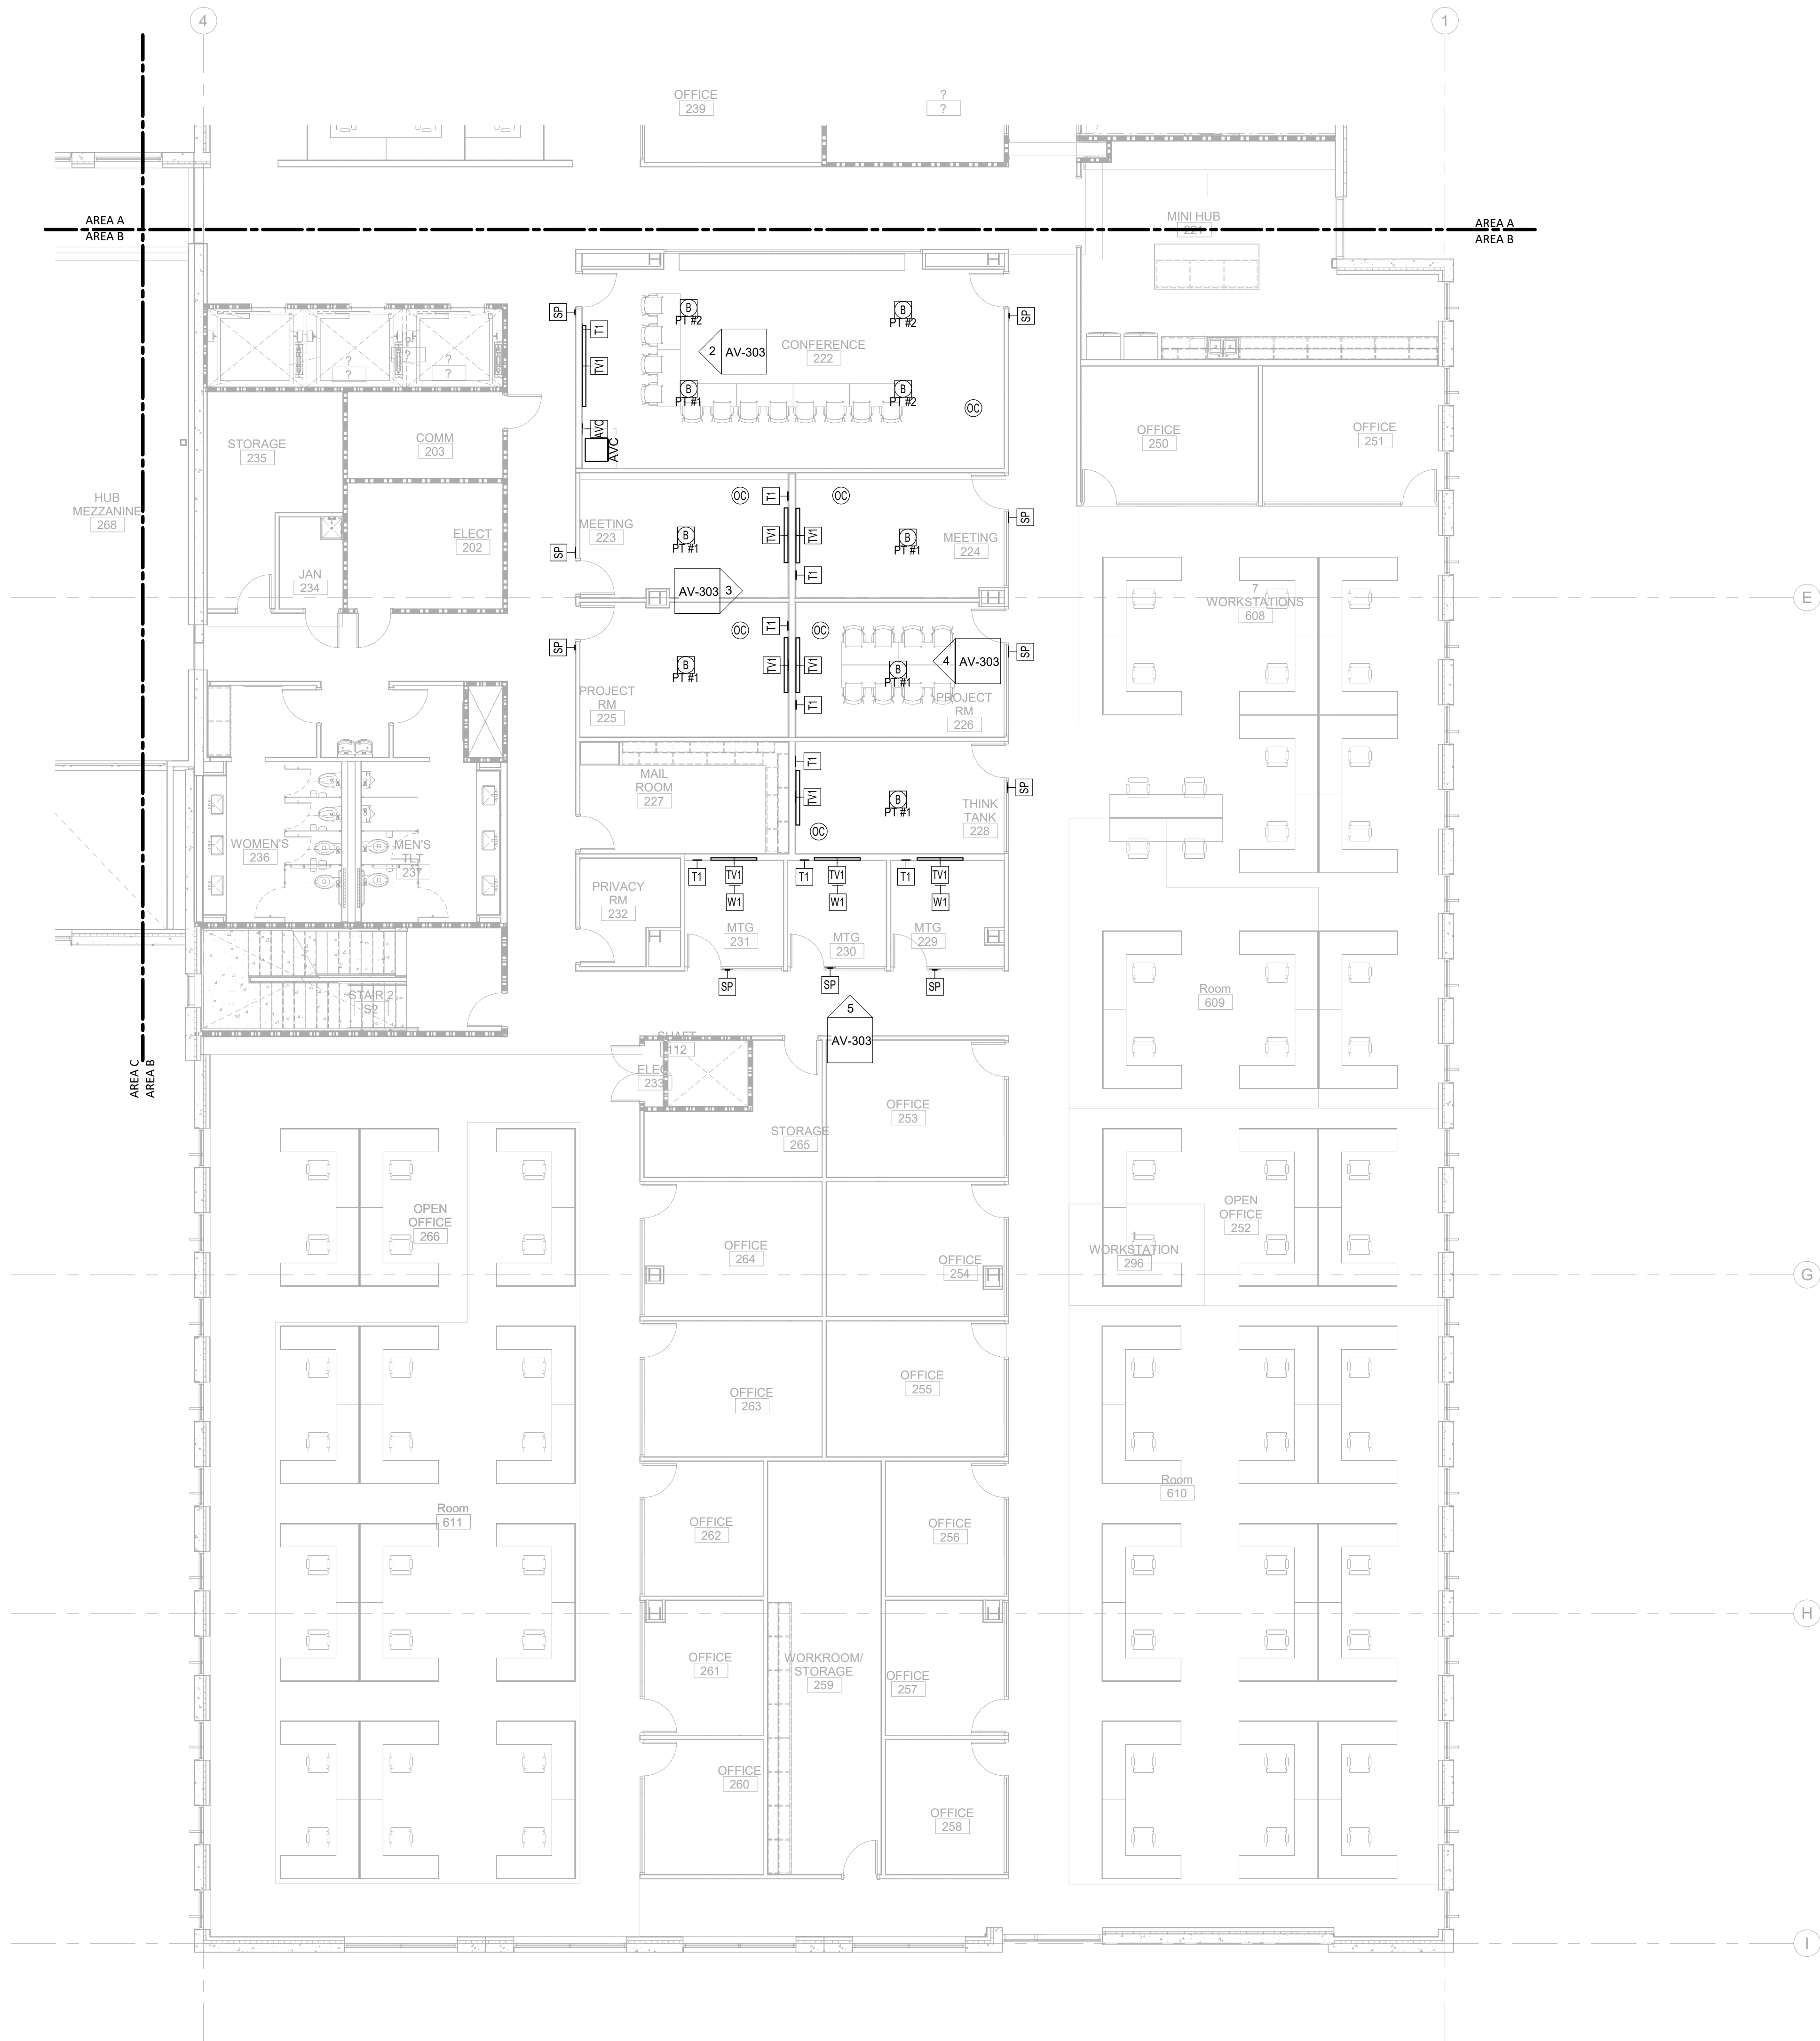 4
1
OFFICE
239
?
?
AREA A
AREA B
AREA A
AREA B
MINI HUB
221
SP
T1
TV1
B
PT #2
B
PT #2
2
AV-303
CONFERENCE
222
SP
B
PT #1
B
PT #2
OC
AVC
AVC
?
?
?
?
?
?
STORAGE
235
COMM
203
OFFICE
250
OFFICE
251
HUB
MEZZANINE
268
ELECT
202
JAN
234
MEETING
223
SP
OC
T1
TV1
B
PT #1
OC
TV1
T1
B
PT #1
MEETING
224
SP
AV-303
3
7
WORKSTATIONS
608
E
SP
OC
T1
TV1
B
PT #1
PROJECT
RM
225
OC
TV1
T1
B
PT #1
4
AV-303
SP
PROJECT
RM
226
MAIL
ROOM
227
T1
TV1
OC
B
PT #1
THINK
TANK
228
SP
WOMEN'S
236
MEN'S
TLT
237
PRIVACY
RM
232
T1
TV1
W1
MTG
231
SP
T1
TV1
W1
MTG
230
SP
T1
TV1
W1
MTG
229
SP
STAIR 2
S2
Room
609
5
AV-303
AREA C
AREA B
SHAFT
112
ELEC
233
STORAGE
265
OFFICE
253
OPEN
OFFICE
266
OFFICE
264
OFFICE
254
OPEN
OFFICE
252
1
WORKSTATION
296
G
OFFICE
263
OFFICE
255
Room
611
Room
610
OFFICE
262
OFFICE
256
H
OFFICE
261
WORKROOM/
STORAGE
259
OFFICE
257
OFFICE
260
OFFICE
258
I